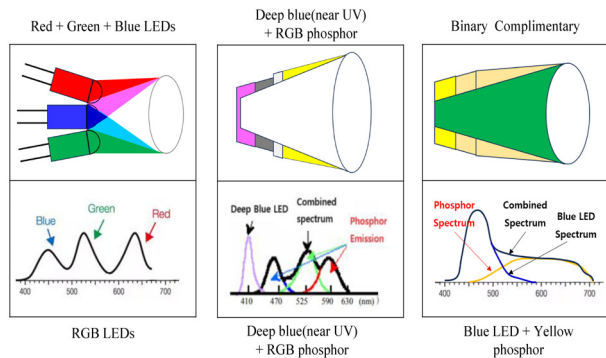 Red + Green + Blue LEDs
Deep blue(near UV)
+ RGB phosphor
Binary Complimentary
Blue
Green
Red
400
500
600
700
RGB LEDs
Deep Blue LED
Combined
spectrum
Phosphor
Emission
410
470
525
590
630
(nm)
Deep blue(near UV)
+ RGB phosphor
Phosphor
Spectrum
Combined
Spectrum
Blue LED
Spectrum
400
500
600
700
Blue LED + Yellow
phosphor